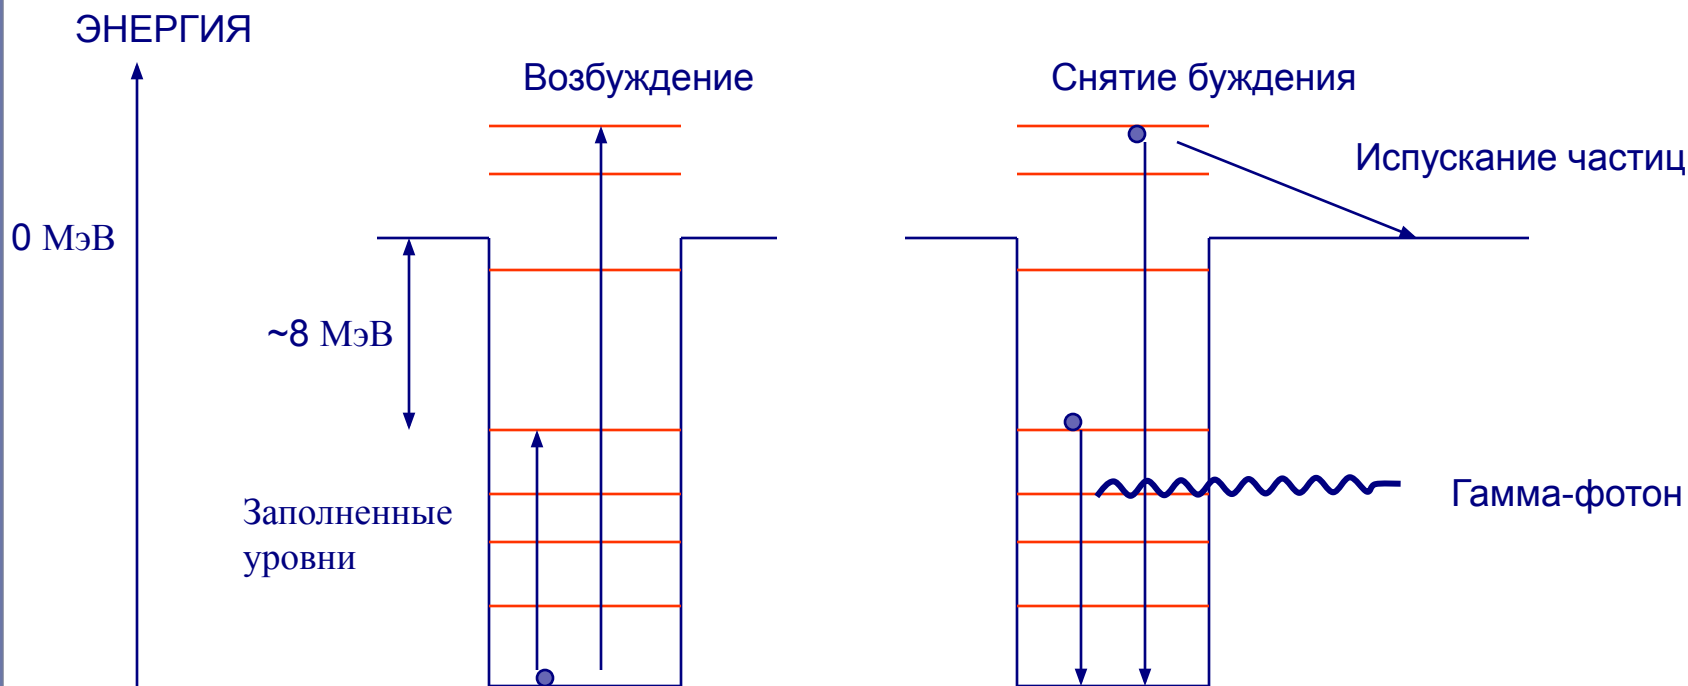 ЭНЕРГИЯ
Возбуждение
Снятие буждения
Испускание частиц
0 МэВ
~8 МэВ
Заполненные
уровни
Гамма-фотон